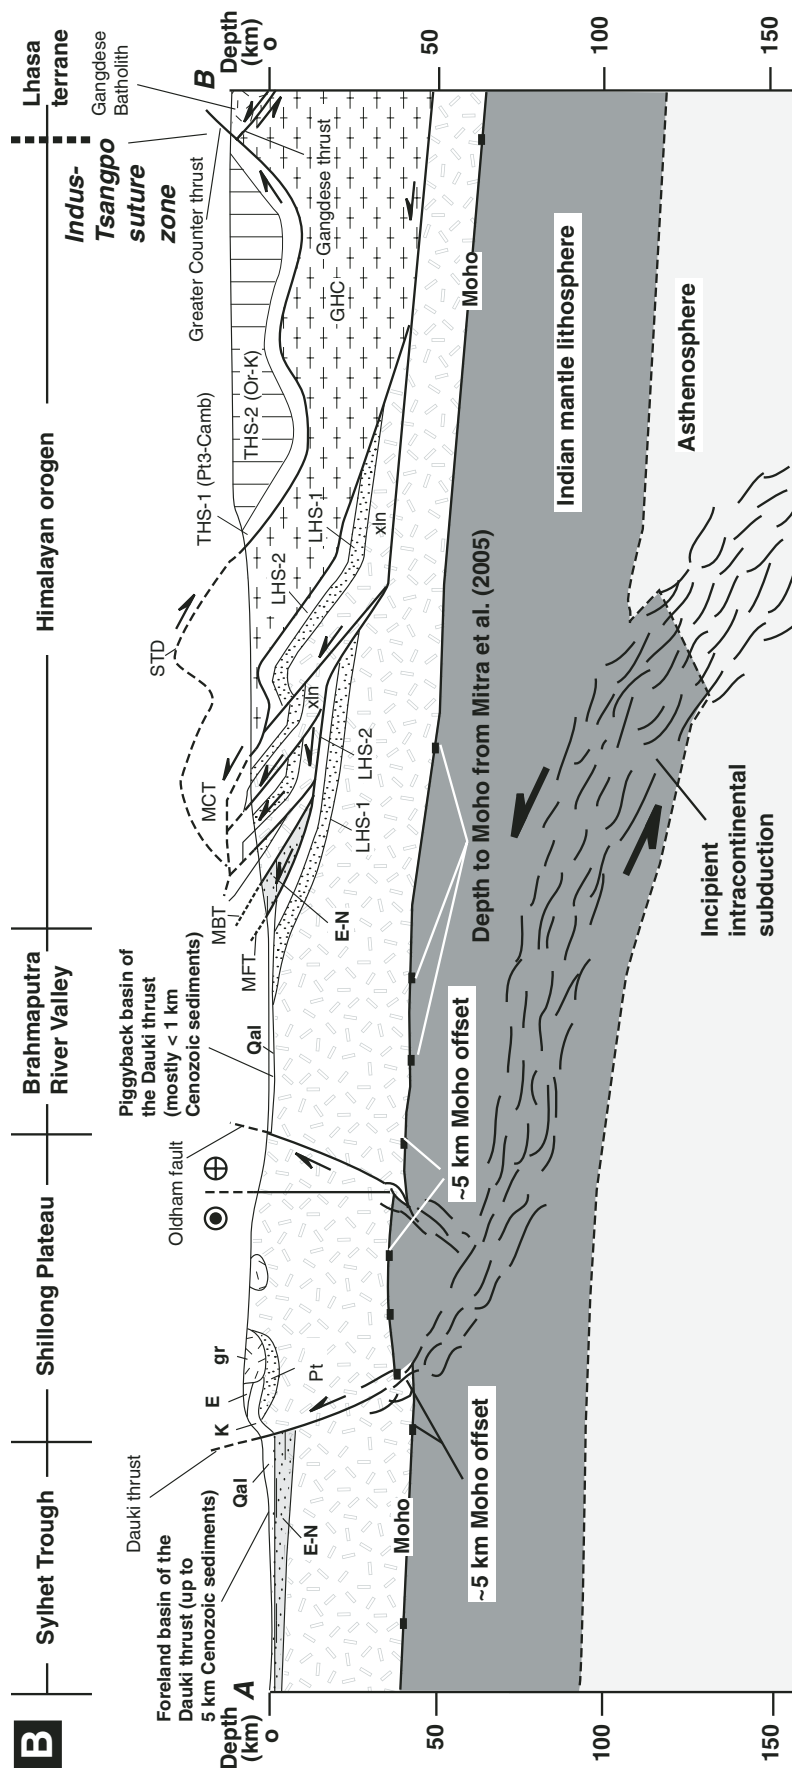 B
Sylhet Trough
Shillong Plateau
Brahmaputra
River Valley
Himalayan orogen
Lhasa
terrane
Indus-
Tsangpo
suture
zone
Gangdese
Batholith
Depth
(km)
A
0
50
100
150
Depth
(km)
B
0
50
100
150
Foreland basin of the
Dauki thrust (up to
5 km Cenozoic sediments)
Dauki thrust
Qal
E-N
K
E
gr
Pt
Oldham fault
Piggyback basin of
the Dauki thrust
(mostly < 1 km
Cenozoic sediments)
Qal
MFT
MBT
MCT
STD
E-N
LHS-1
LHS-2
xln
LHS-2
LHS-1
xln
THS-1 (Pt3-Camb)
THS-2 (Or-K)
GHC
Greater Counter thrust
Gangdese thrust
Moho
Moho
~5 km Moho offset
~5 km Moho offset
Depth to Moho from Mitra et al. (2005)
Indian mantle lithosphere
Asthenosphere
Incipient
intracontinental
subduction